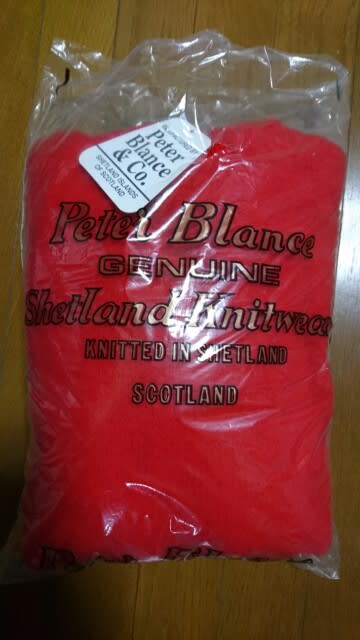 Peter
Blance
& Co.
SHETLAND ISLANDS
OF SCOTLAND
Peter Blance
GENUINE
Shetland Knitwear
KNITTED IN SHETLAND
SCOTLAND